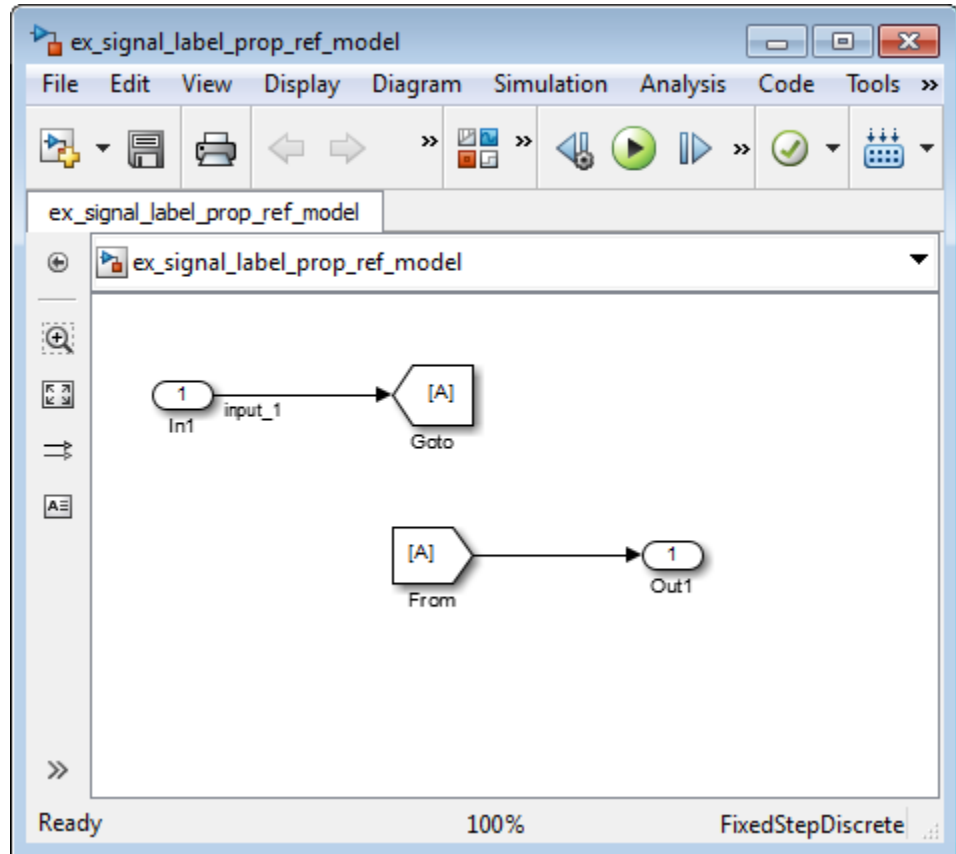 ex_signal_label_prop_ref_model
File Edit View Display Diagram Simulation Analysis Code Tools »
» » »
ex_signal_label_prop_ref_model
ex_signal_label_prop_ref_model
1
In1
input_1
[A]
Goto
[A]
From
1
Out1
A
»
Ready 100% FixedStepDiscrete